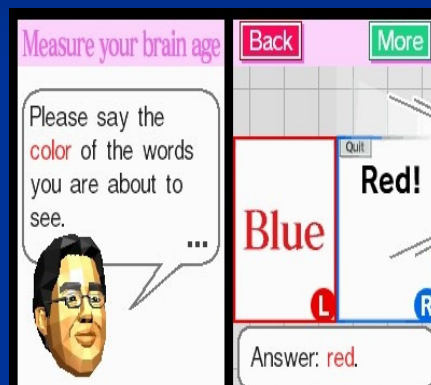 Measure your brain age
Please say the
color of the words
you are about to
see.
...
Back
More
Quit
Red!
Blue
L
R
Answer: red.